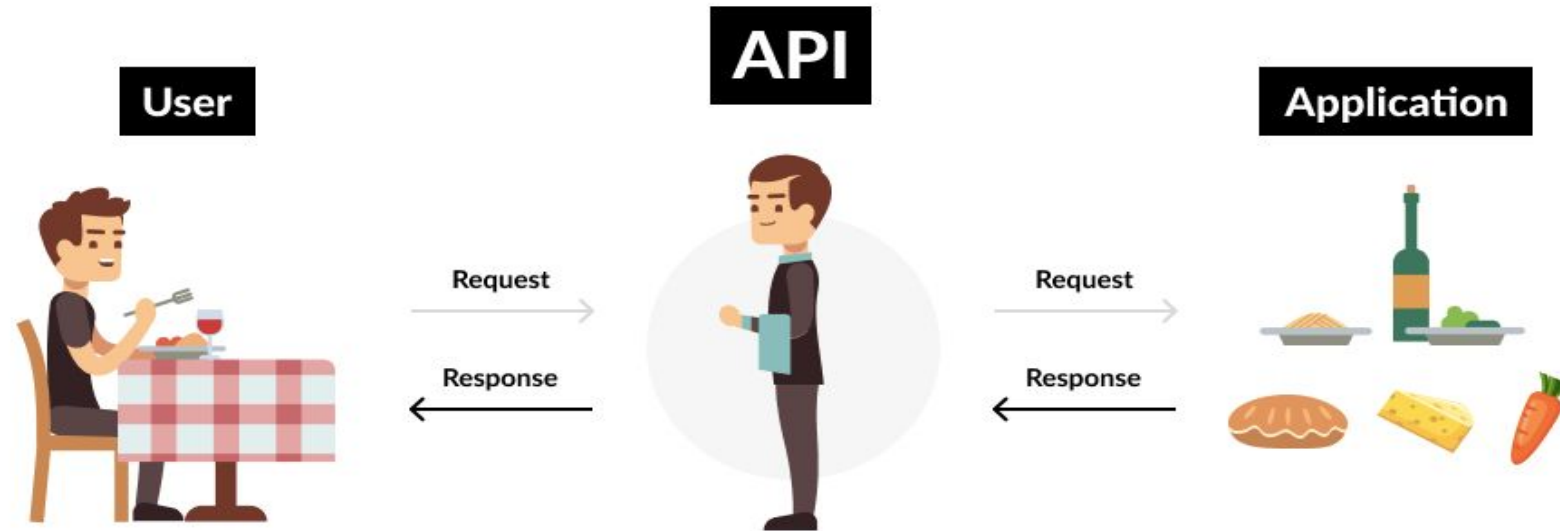 API
User
Application
Request
Request
Response
Response